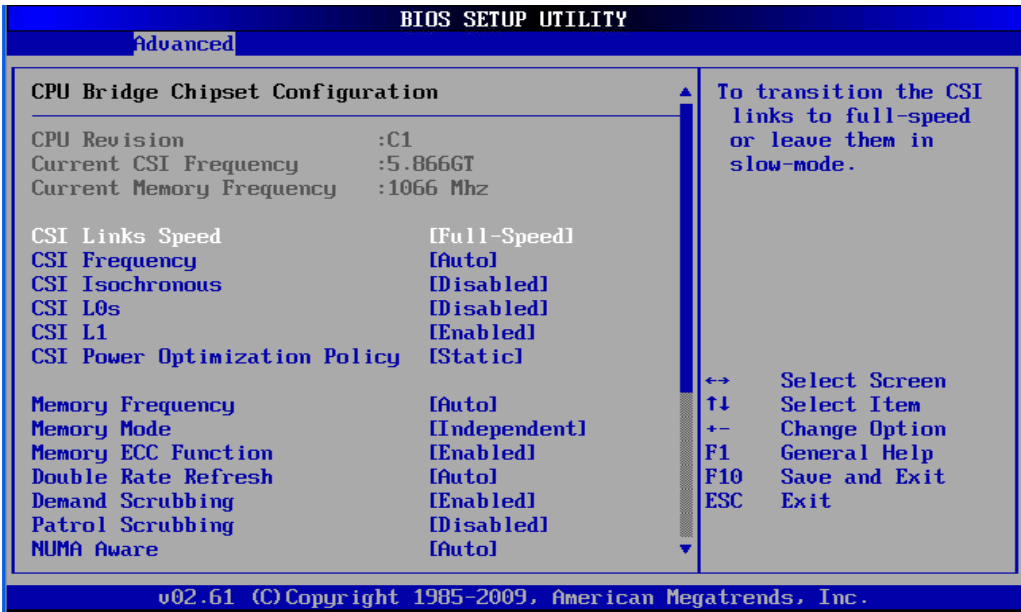 BIOS SETUP UTILITY
Advanced
CPU Bridge Chipset Configuration
CPU Revision :C1
Current CSI Frequency :5.866GT
Current Memory Frequency :1066 Mhz
CSI Links Speed [Full-Speed]
CSI Frequency [Auto]
CSI Isochronous [Disabled]
CSI L0s [Disabled]
CSI L1 [Enabled]
CSI Power Optimization Policy [Static]
Memory Frequency [Auto]
Memory Mode [Independent]
Memory ECC Function [Enabled]
Double Rate Refresh [Auto]
Demand Scrubbing [Enabled]
Patrol Scrubbing [Disabled]
NUMA Aware [Auto]
To transition the CSI
links to full-speed
or leave them in
slow-mode.
←→ Select Screen
↑↓ Select Item
+- Change Option
F1 General Help
F10 Save and Exit
ESC Exit
v02.61 (C)Copyright 1985-2009, American Megatrends, Inc.